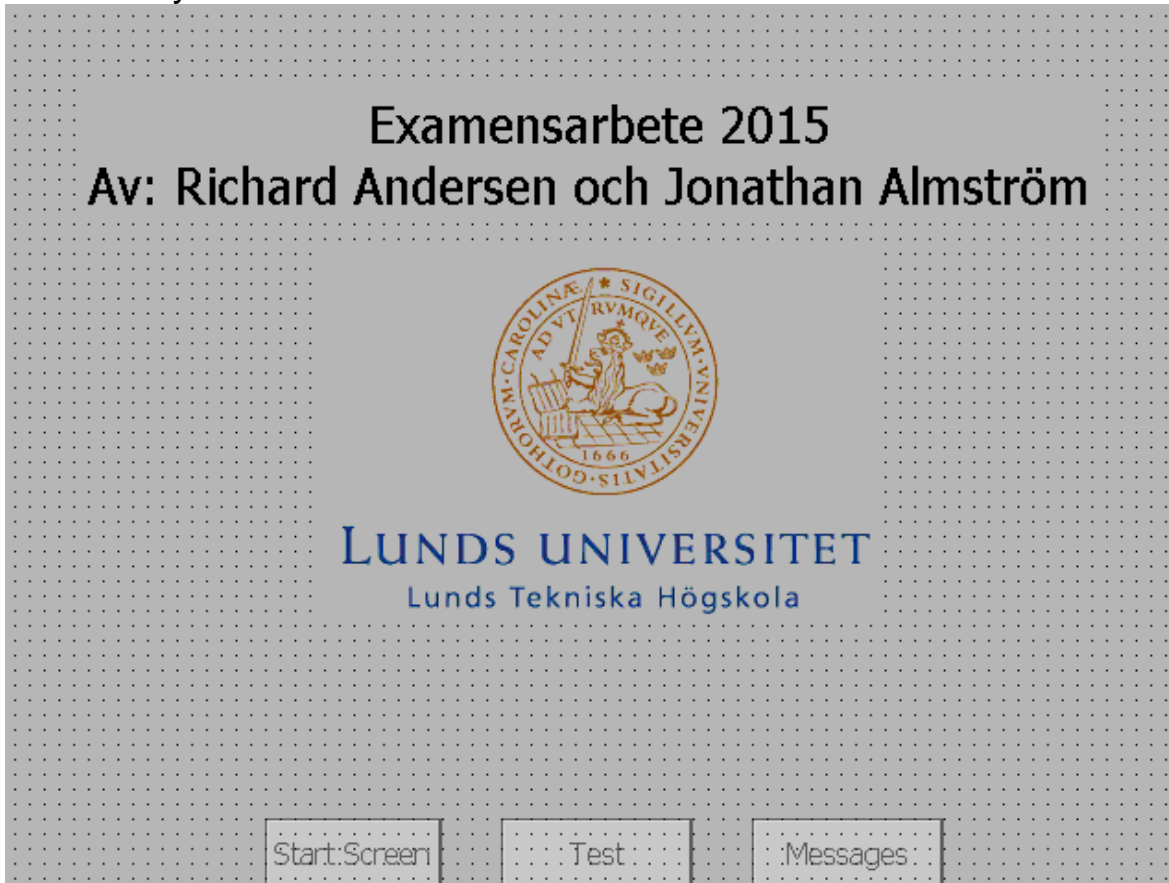 Examensarbete 2015
Av: Richard Andersen och Jonathan Almström
SIGILLVM·VNIVERSITATIS·GOTHORVM·CAROLINÆ *
AD VTRVMQVE
1666
LUNDS UNIVERSITET
Lunds Tekniska Högskola
Start Screen
Test
Messages